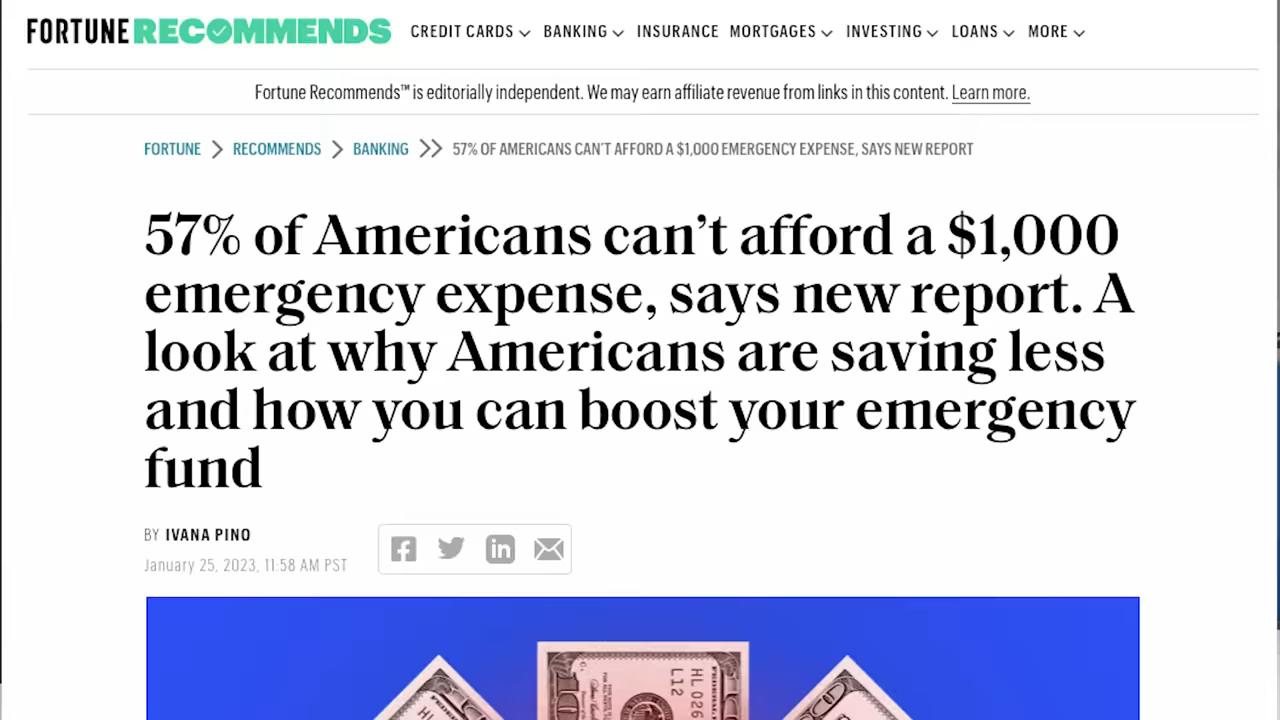 FORTUNE RECOMMENDS CREDIT CARDS BANKING INSURANCE MORTGAGES INVESTING LOANS MORE
Fortune Recommends™ is editorially independent. We may earn affiliate revenue from links in this content. Learn more.
FORTUNE RECOMMENDS BANKING 57% OF AMERICANS CAN'T AFFORD A $1,000 EMERGENCY EXPENSE, SAYS NEW REPORT
57% of Americans can’t afford a $1,000
emergency expense, says new report. A
look at why Americans are saving less
and how you can boost your emergency
fund
BY IVANA PINO
January 25, 2023, 11:58 AM PST
HL 026
L12